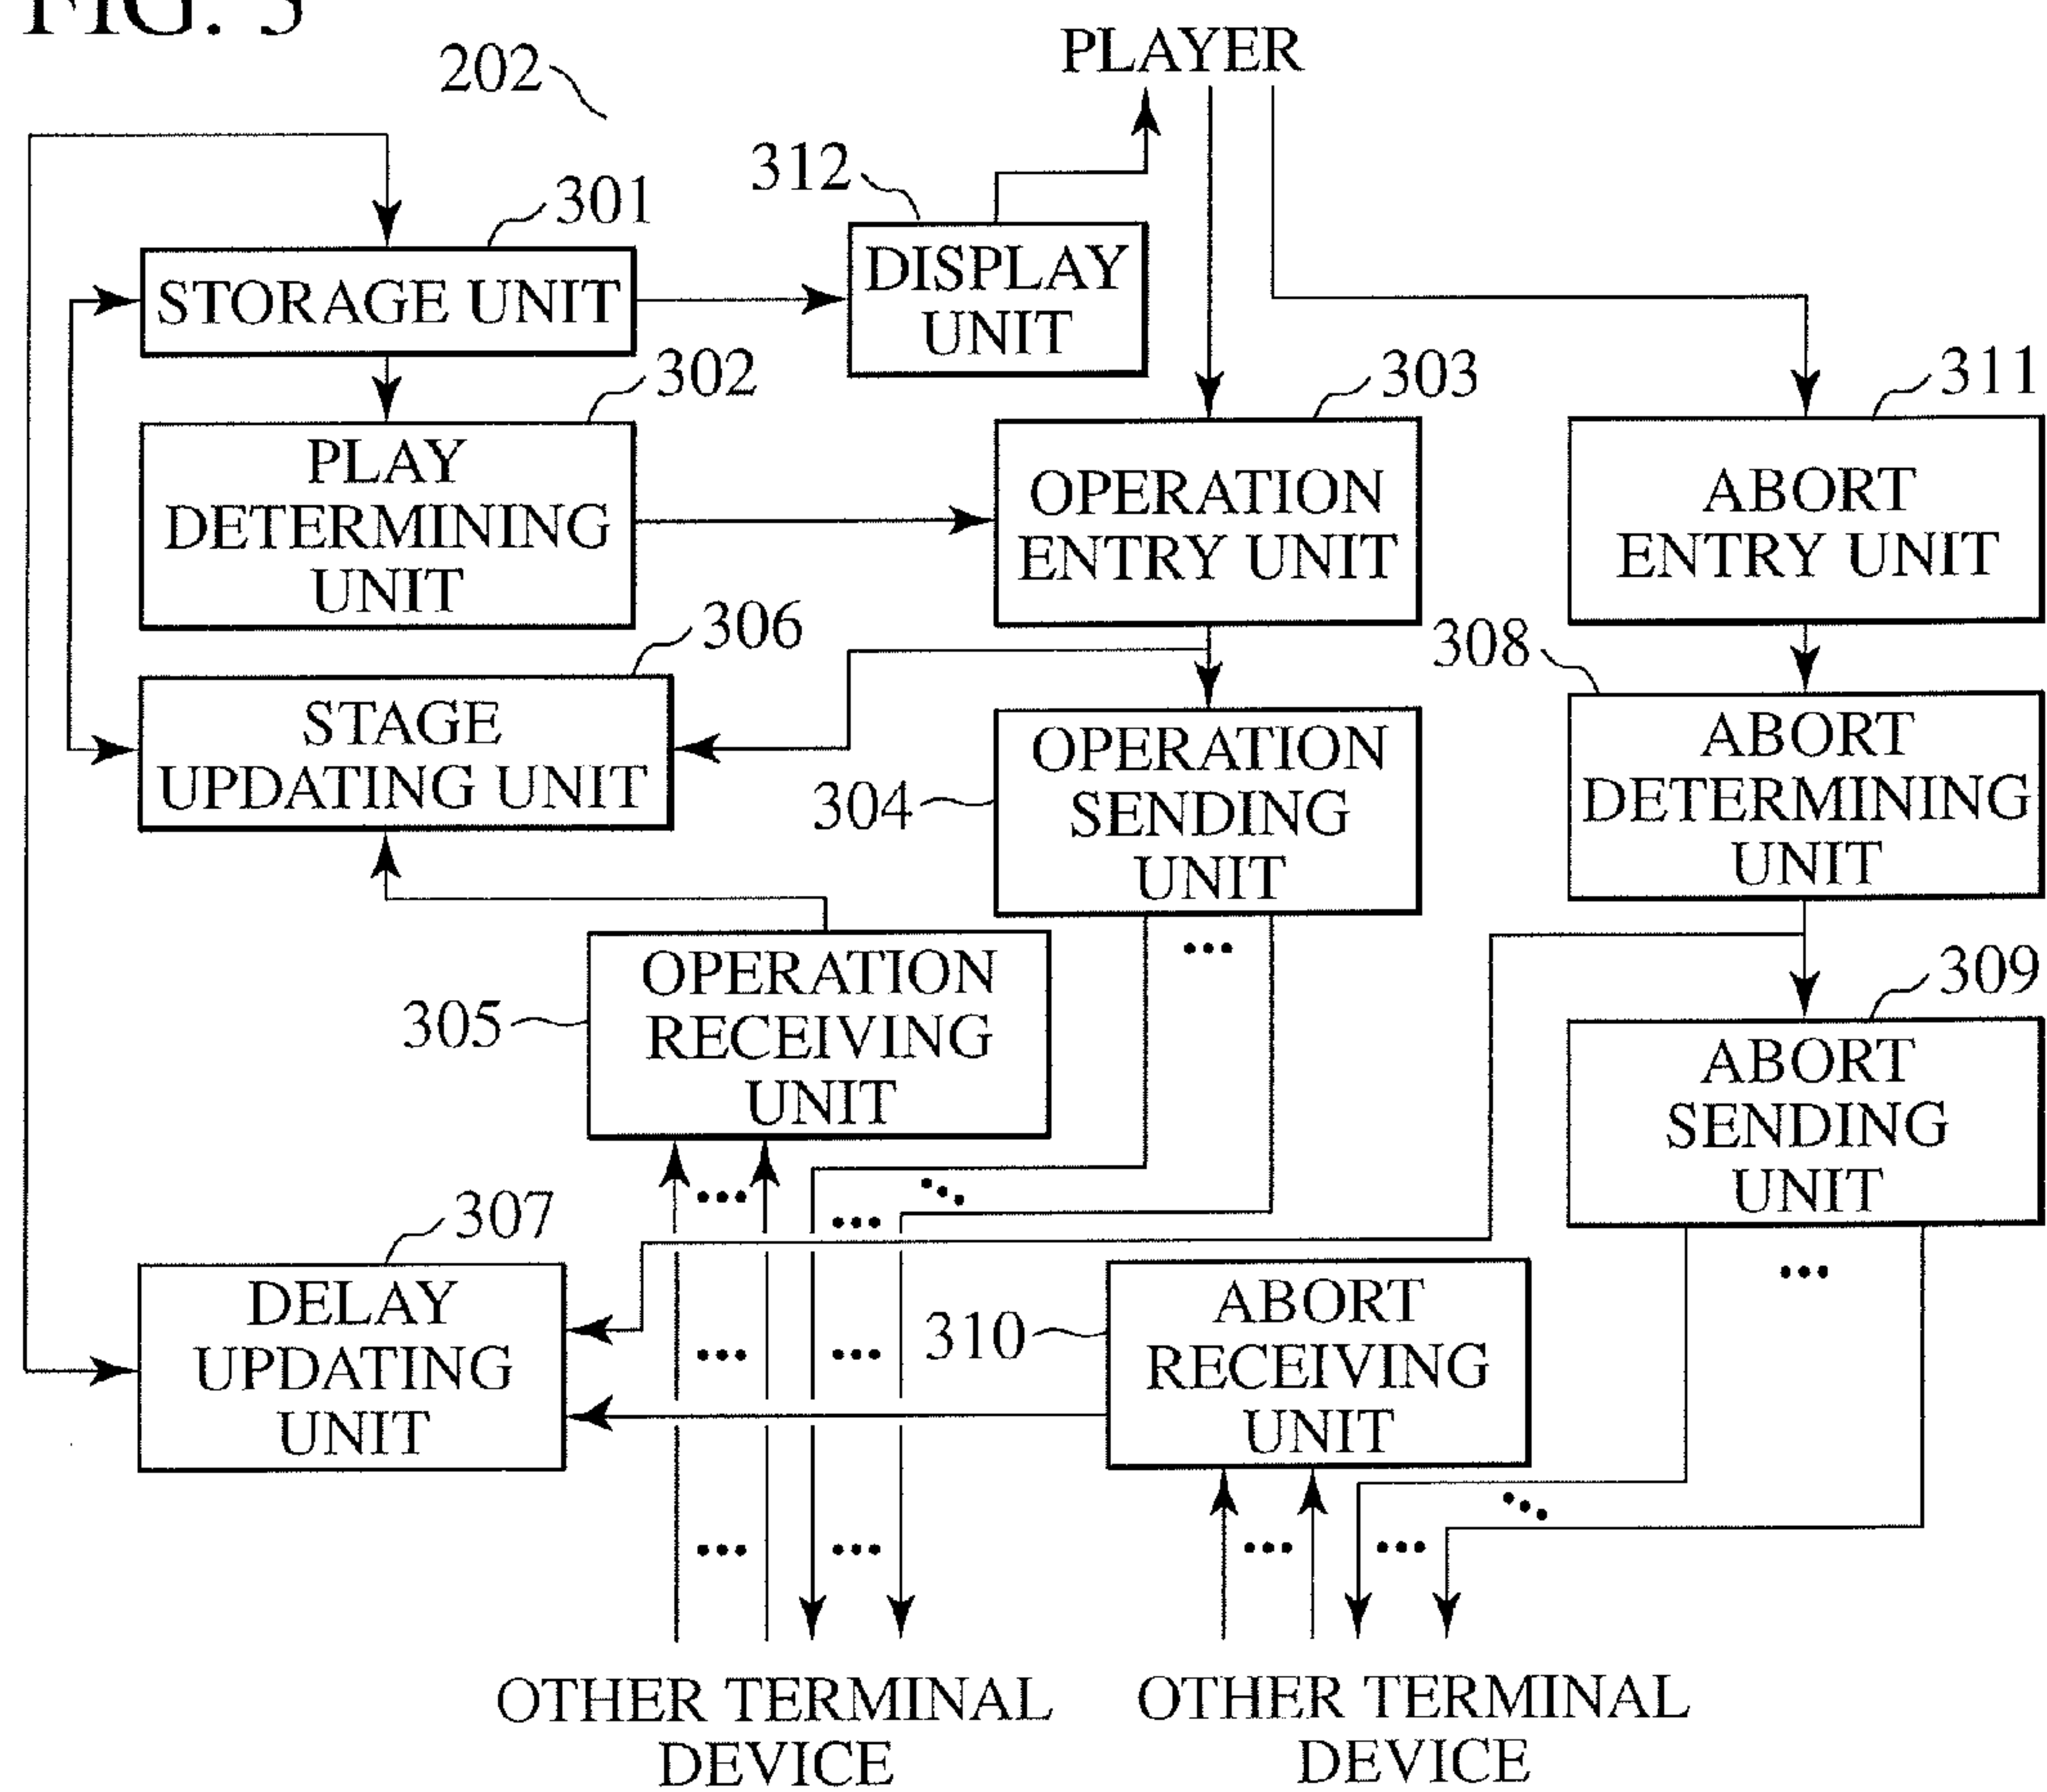 FIG. 3
202
PLAYER
312
301
STORAGE UNIT
DISPLAY
UNIT
302
303
311
PLAY
DETERMINING
UNIT
OPERATION
ENTRY UNIT
ABORT
ENTRY UNIT
306
308
STAGE
UPDATING UNIT
304
OPERATION
SENDING
UNIT
ABORT
DETERMINING
UNIT
305
OPERATION
RECEIVING
UNIT
309
ABORT
SENDING
UNIT
307
DELAY
UPDATING
UNIT
310
ABORT
RECEIVING
UNIT
OTHER TERMINAL
DEVICE
OTHER TERMINAL
DEVICE